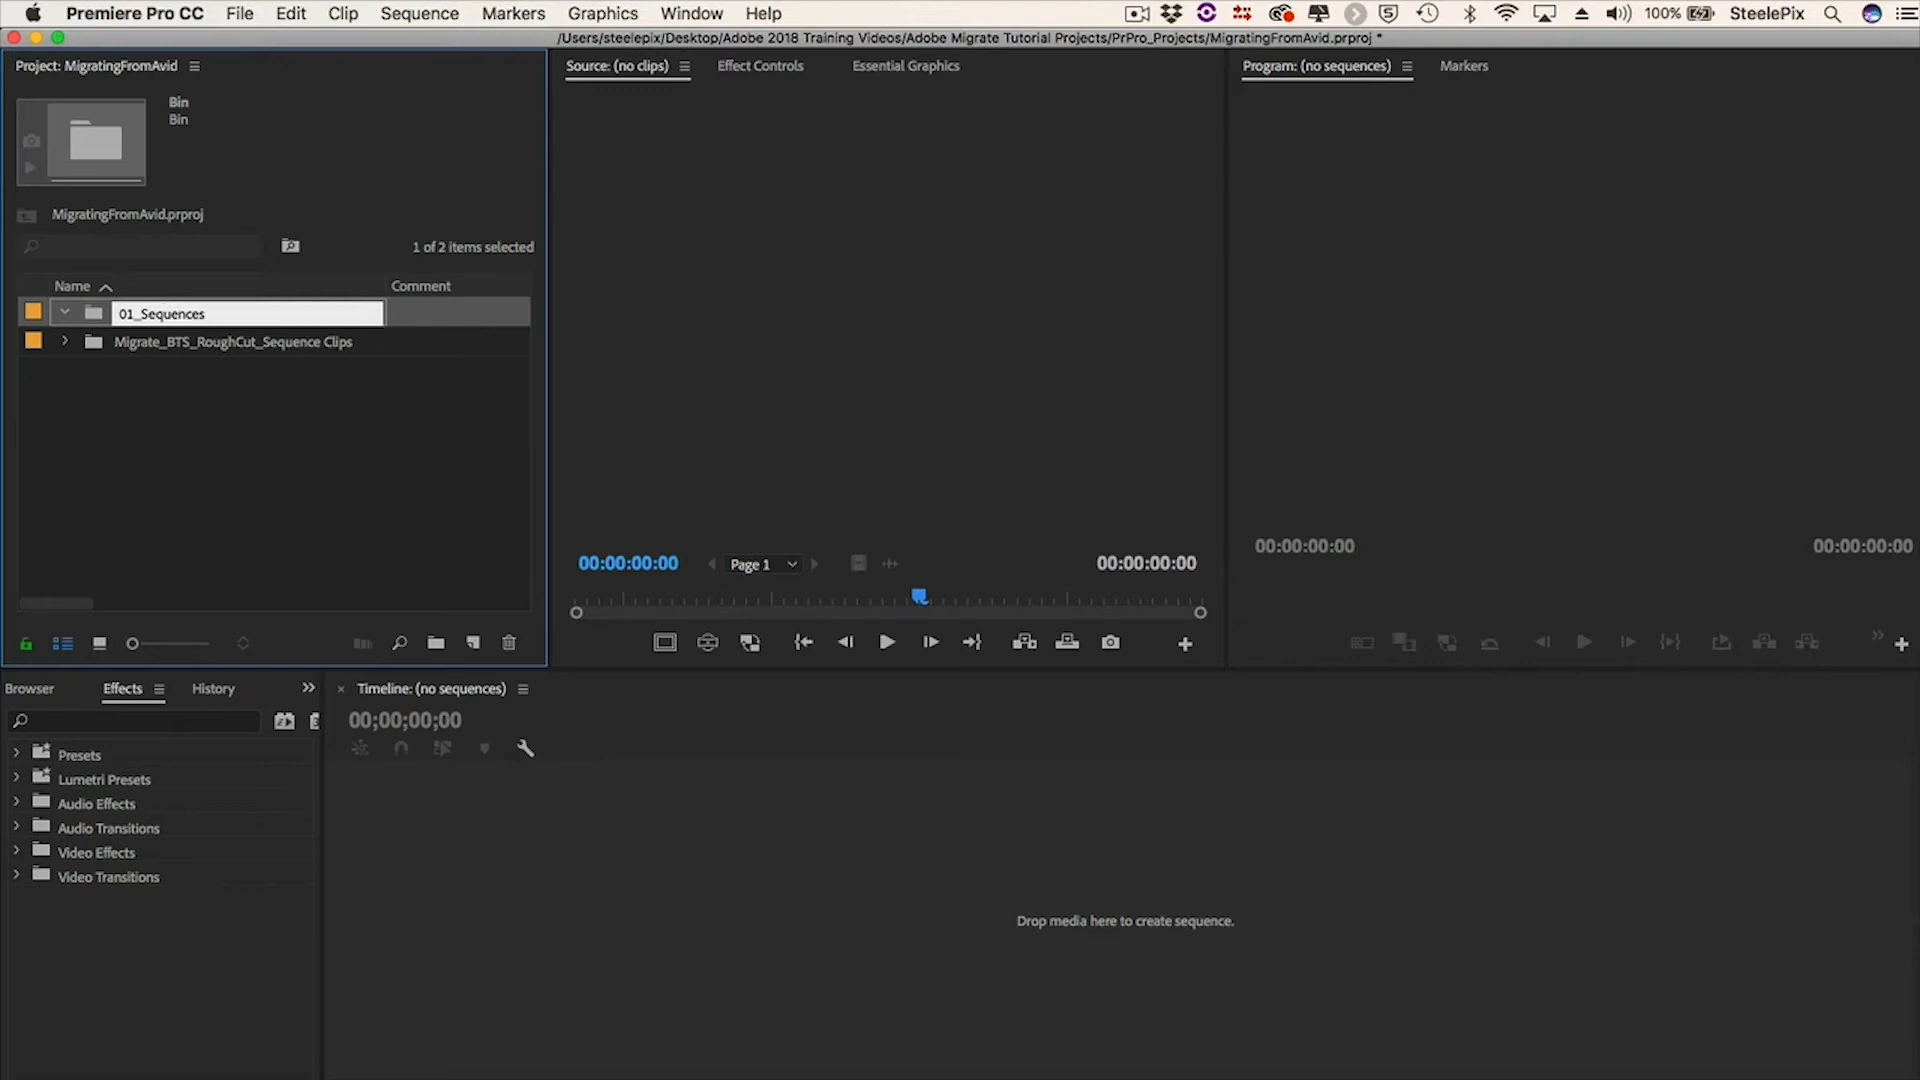 Premiere Pro CC File Edit Clip Sequence Markers Graphics Window Help 5 100% SteelePix
/Users/steelepix/Desktop/Adobe 2018 Training Videos/Adobe Migrate Tutorial Projects/PrPro_Projects/MigratingFromAvid.prproj *
Project: MigratingFromAvid
Bin
Bin
MigratingFromAvid.prproj
1 of 2 items selected
Name Comment
01_Sequences
Migrate_BTS_RoughCut_Sequence Clips
Source: (no clips) Effect Controls Essential Graphics
00:00:00:00 Page 1 00:00:00:00
Program: (no sequences) Markers
00:00:00:00 00:00:00:00
Browser Effects History
Presets
Lumetri Presets
Audio Effects
Audio Transitions
Video Effects
Video Transitions
Timeline: (no sequences)
00;00;00;00
Drop media here to create sequence.